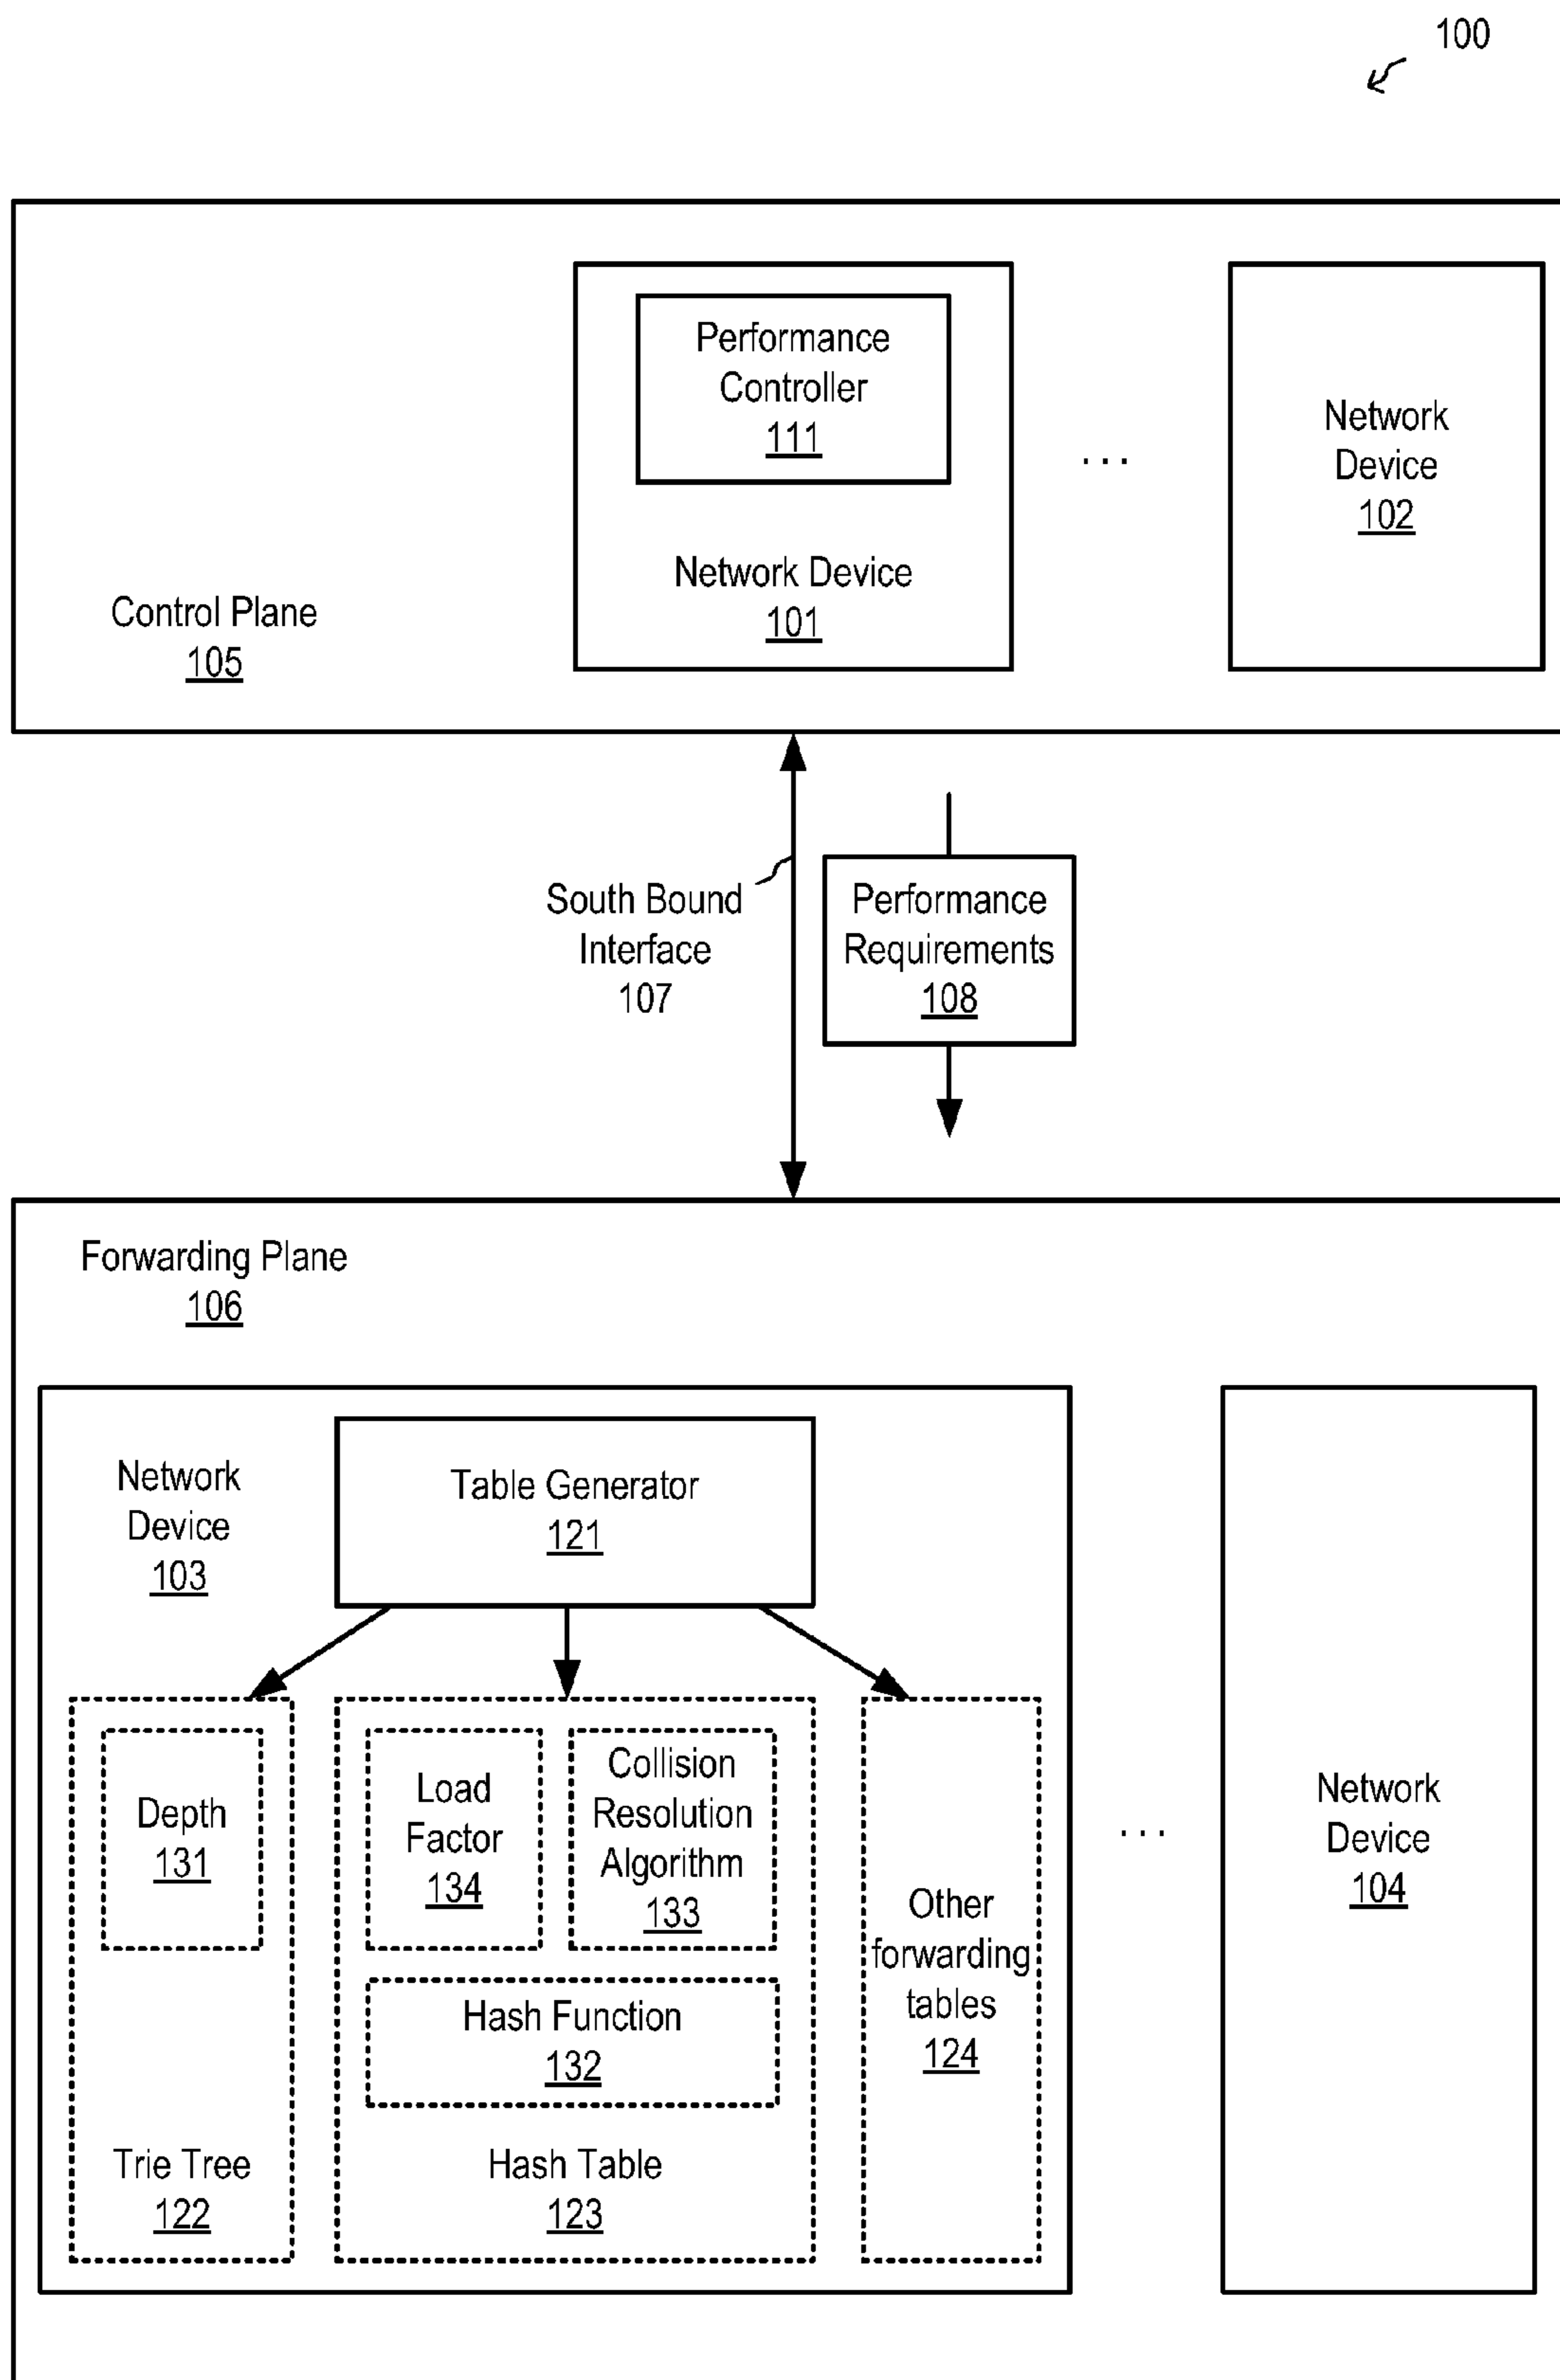 100
Performance
Controller
111
Network Device
101
...
Network
Device
102
Control Plane
105
South Bound
Interface
107
Performance
Requirements
108
Forwarding Plane
106
Network
Device
103
Table Generator
121
Depth
131
Trie Tree
122
Load
Factor
134
Collision
Resolution
Algorithm
133
Hash Function
132
Hash Table
123
Other
forwarding
tables
124
...
Network
Device
104